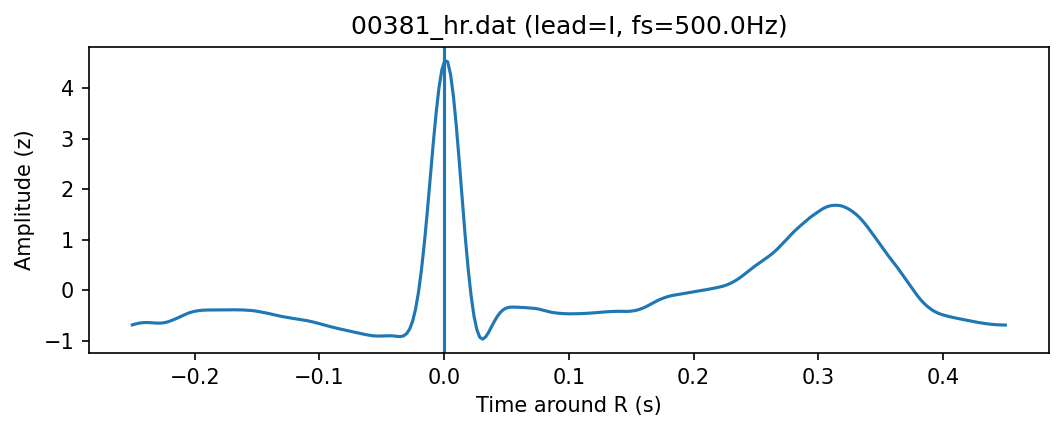 00381_hr.dat (lead=I, fs=500.0Hz)
Amplitude (z)
4
3
2
1
0
−1
−0.2 −0.1 0.0 0.1 0.2 0.3 0.4
Time around R (s)